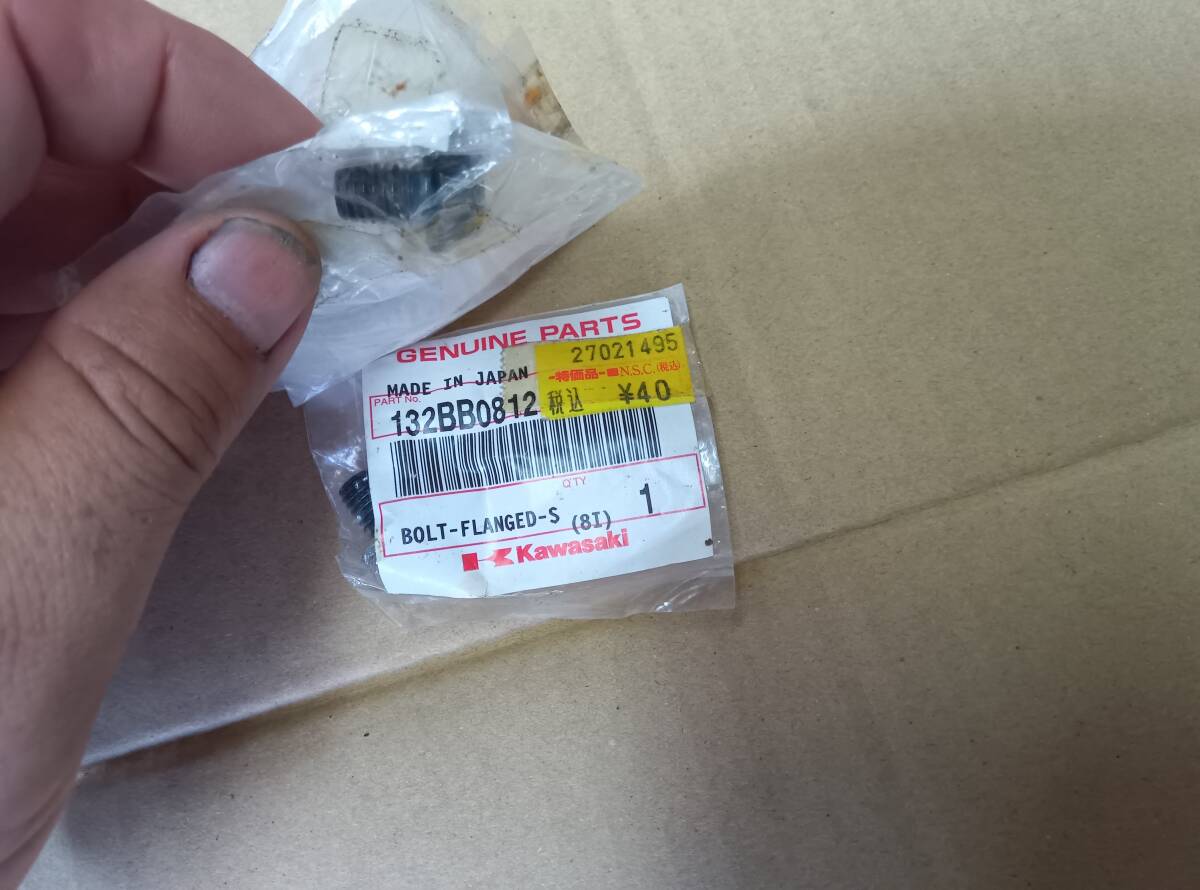 GENUINE PARTS
27021495
MADE IN JAPAN
-特価品-■N.S.C.(税込)
PART No.
132BB0812
税込 ¥40
Q'TY
BOLT-FLANGED-S (8I) 1
Kawasaki